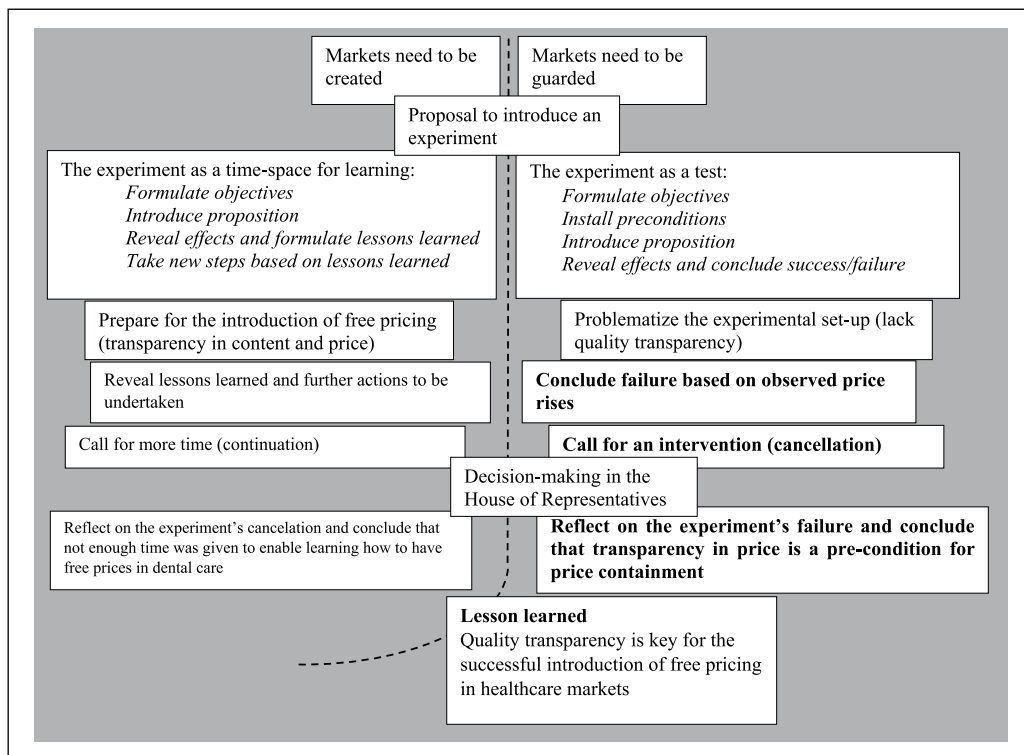 Markets need to be
created
Markets need to be
guarded
Proposal to introduce an
experiment
The experiment as a time-space for learning:
Formulate objectives
Introduce proposition
Reveal effects and formulate lessons learned
Take new steps based on lessons learned
The experiment as a test:
Formulate objectives
Install preconditions
Introduce proposition
Reveal effects and conclude success/failure
Prepare for the introduction of free pricing
(transparency in content and price)
Problematize the experimental set-up (lack
quality transparency)
Reveal lessons learned and further actions to be
undertaken
Conclude failure based on observed price
rises
Call for more time (continuation)
Call for an intervention (cancellation)
Decision-making in the
House of Representatives
Reflect on the experiment's cancelation and conclude that
not enough time was given to enable learning how to have
free prices in dental care
Reflect on the experiment's failure and conclude
that transparency in price is a pre-condition for
price containment
Lesson learned
Quality transparency is key for the
successful introduction of free pricing
in healthcare markets